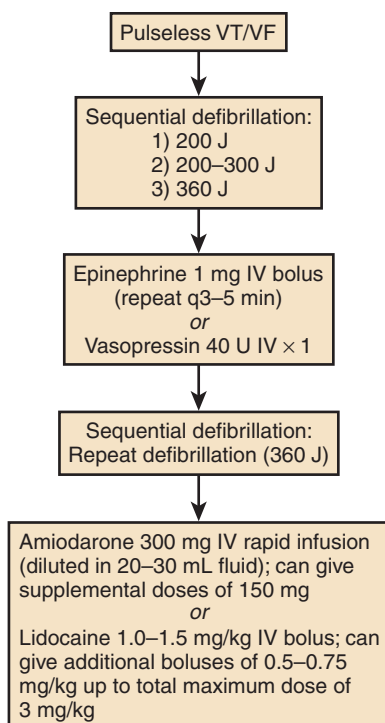 Pulseless VT/VF
Sequential defibrillation:
1) 200 J
2) 200–300 J
3) 360 J
Epinephrine 1 mg IV bolus
(repeat q3–5 min)
or
Vasopressin 40 U IV × 1
Sequential defibrillation:
Repeat defibrillation (360 J)
Amiodarone 300 mg IV rapid infusion
(diluted in 20–30 mL fluid); can give
supplemental doses of 150 mg
or
Lidocaine 1.0–1.5 mg/kg IV bolus; can
give additional boluses of 0.5–0.75
mg/kg up to total maximum dose of
3 mg/kg